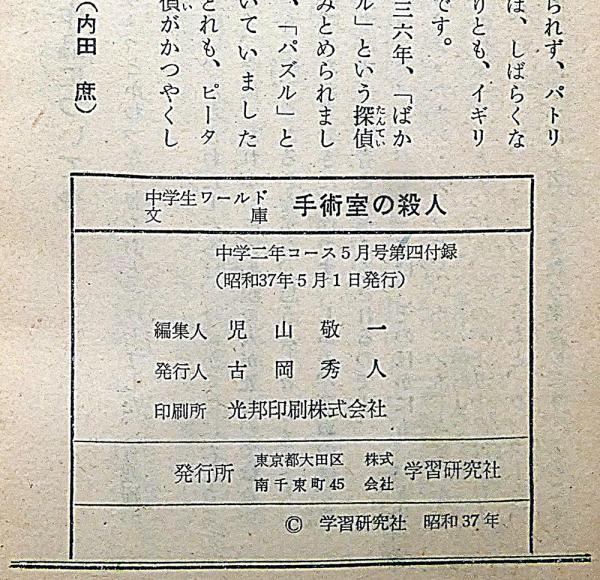 られず、パトリ
は、しばらくな
りとも、イギリ
です。
三六年、「ばか
ル」という探偵
みとめられまし
、「パズル」と
いていました
どれも、ピータ
偵がかつやくし
（内田　庶）
中学生ワールド文庫　手術室の殺人
中学二年コース5月号第四付録
（昭和37年5月1日発行）
編集人　児山敬一
発行人　古岡秀人
印刷所　光邦印刷株式会社
発行所　東京都大田区南千束町45　株式会社　学習研究社
© 学習研究社　昭和37年